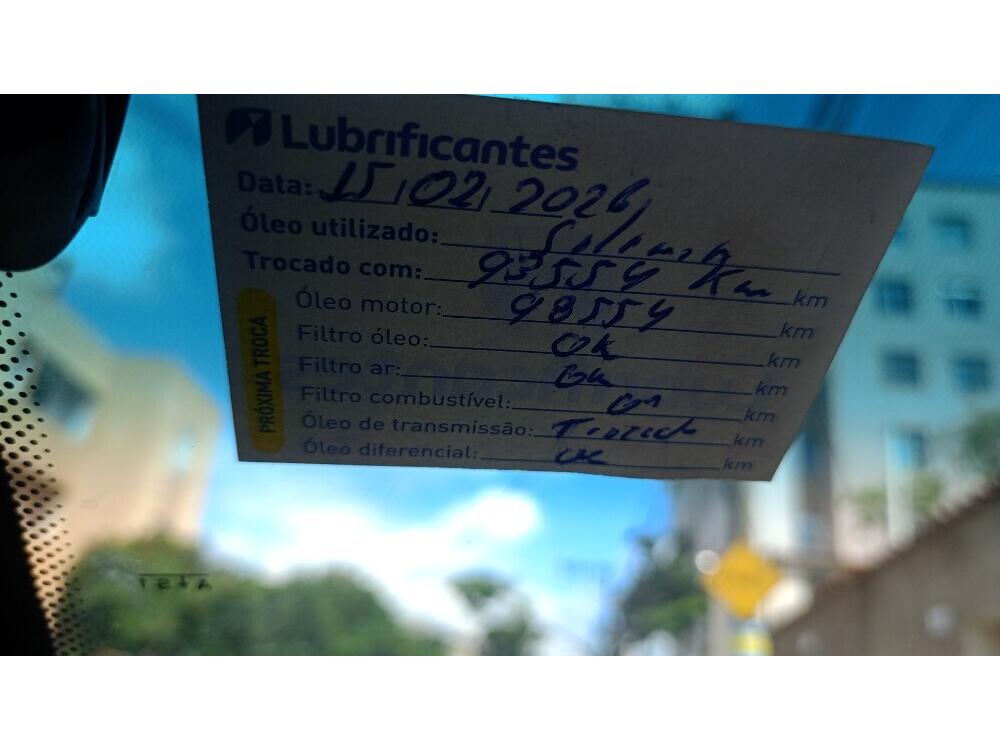 Lubrificantes
Data: 15/02/2026
Óleo utilizado:
Trocado com: 93554 Km km
Óleo motor: 98554 km
Filtro óleo: Ok km
Filtro ar: Ok km
Filtro combustível: km
Óleo de transmissão: km
Óleo diferencial: km
PRÓXIMA TROCA